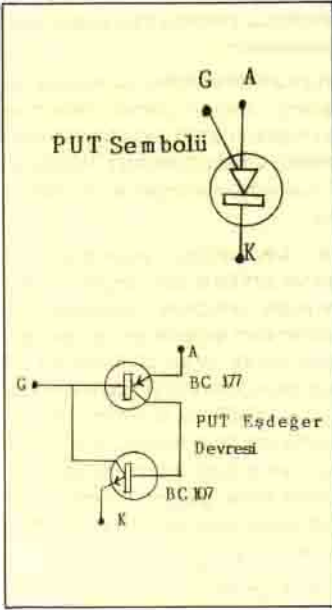 G A
PUT Sembolü
K
A
G
BC 177
PUT Eşdeğer
Devresi
BC 107
K